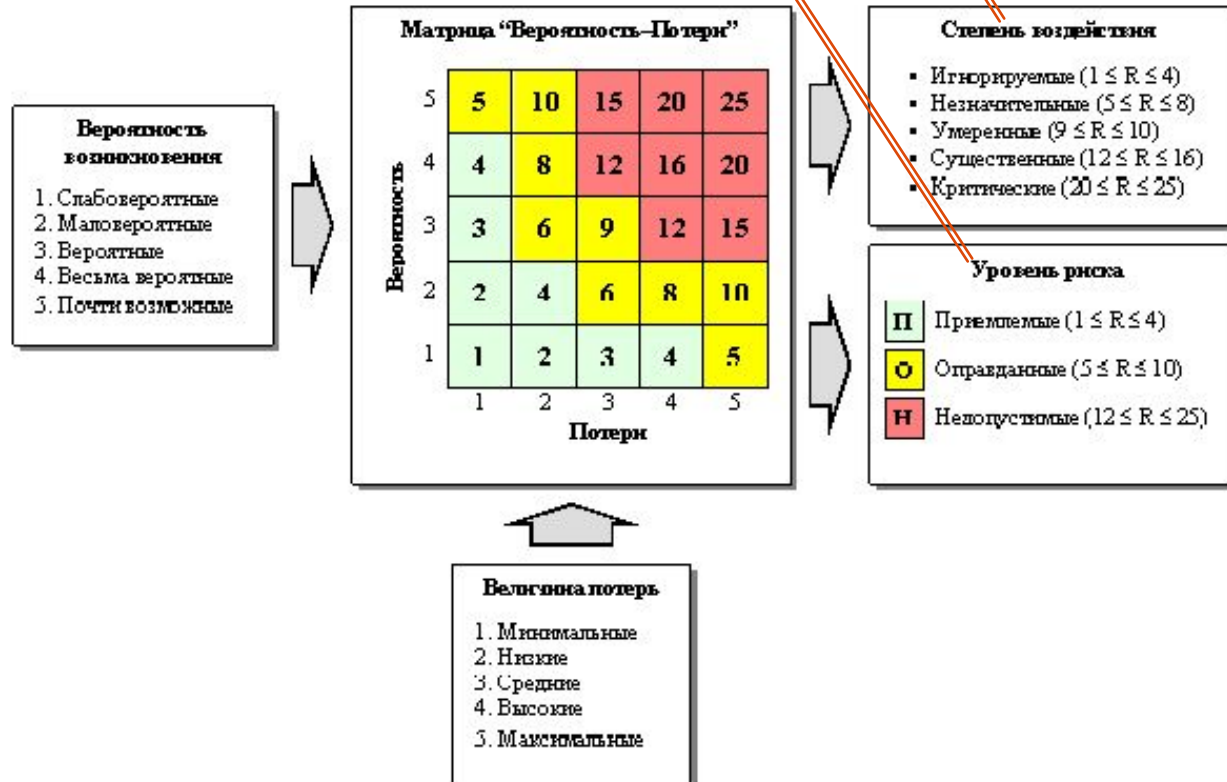 Вероятность
возникновения
1. Слабовероятные
2. Маловероятные
3. Вероятные
4. Весьма вероятные
5. Почти возможные
Матрица “Вероятность–Потери”
Вероятность
5 5 10 15 20 25
4 4 8 12 16 20
3 3 6 9 12 15
2 2 4 6 8 10
1 1 2 3 4 5
1 2 3 4 5
Потери
Степень воздействия
▪ Игнорируемые (1 ≤ R ≤ 4)
▪ Незначительные (5 ≤ R ≤ 8)
▪ Умеренные (9 ≤ R ≤ 10)
▪ Существенные (12 ≤ R ≤ 16)
▪ Критические (20 ≤ R ≤ 25)
Уровень риска
П Приемлемые (1 ≤ R ≤ 4)
О Оправданные (5 ≤ R ≤ 10)
Н Недопустимые (12 ≤ R ≤ 25)
Величина потерь
1. Минимальные
2. Низкие
3. Средние
4. Высокие
5. Максимальные